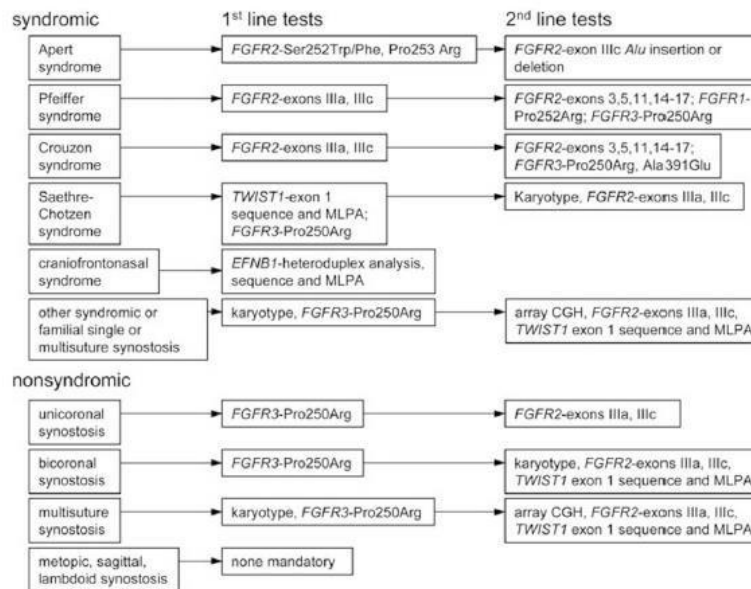 syndromic
1st line tests
2nd line tests
Apert
syndrome
FGFR2-Ser252Trp/Phe, Pro253 Arg
FGFR2-exon IIIc Alu insertion or
deletion
Pfeiffer
syndrome
FGFR2-exons IIIa, IIIc
FGFR2-exons 3,5,11,14-17; FGFR1-
Pro252Arg; FGFR3-Pro250Arg
Crouzon
syndrome
FGFR2-exons IIIa, IIIc
FGFR2-exons 3,5,11,14-17;
FGFR3-Pro250Arg, Ala391Glu
Saethre-
Chotzen
syndrome
TWIST1-exon 1
sequence and MLPA;
FGFR3-Pro250Arg
Karyotype, FGFR2-exons IIIa, IIIc
craniofrontonasal
syndrome
EFNB1-heteroduplex analysis,
sequence and MLPA
other syndromic or
familial single or
multisuture synostosis
karyotype, FGFR3-Pro250Arg
array CGH, FGFR2-exons IIIa, IIIc,
TWIST1 exon 1 sequence and MLPA
nonsyndromic
unicoronal
synostosis
FGFR3-Pro250Arg
FGFR2-exons IIIa, IIIc
bicoronal
synostosis
FGFR3-Pro250Arg
karyotype, FGFR2-exons IIIa, IIIc,
TWIST1 exon 1 sequence and MLPA
multisuture
synostosis
karyotype, FGFR3-Pro250Arg
array CGH, FGFR2-exons IIIa, IIIc,
TWIST1 exon 1 sequence and MLPA
metopic, sagittal,
lambdoid synostosis
none mandatory